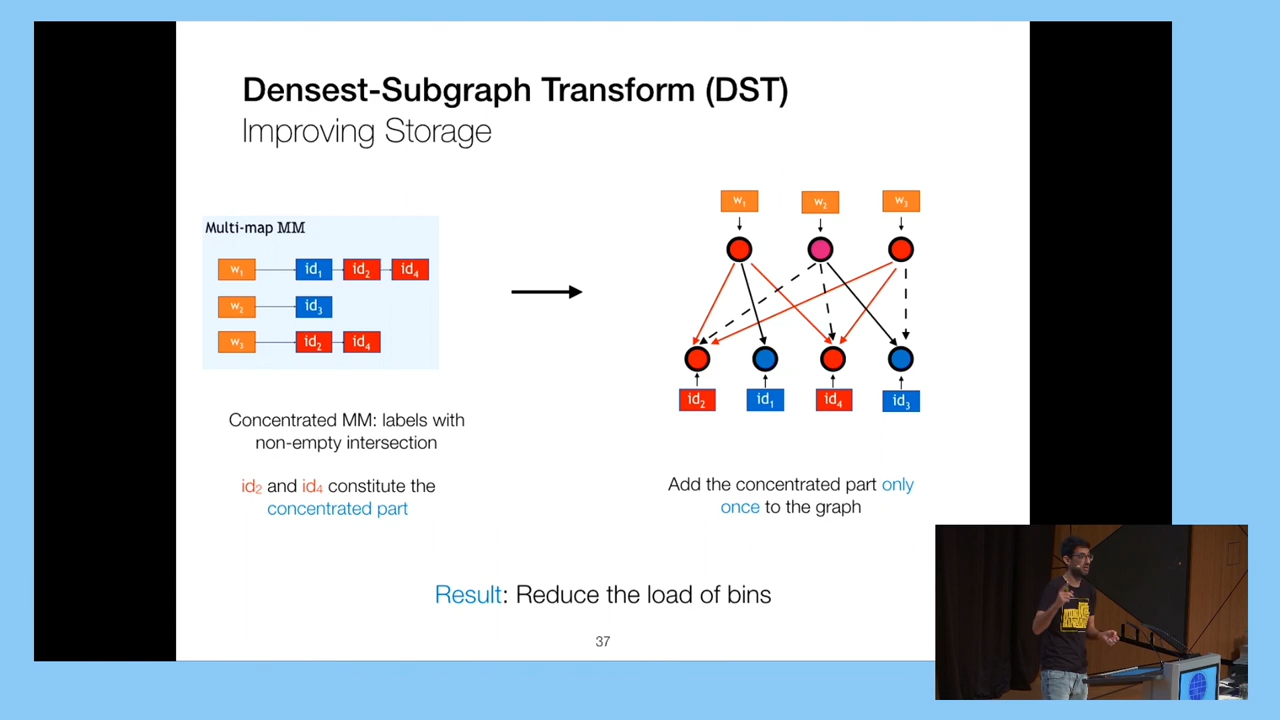 Densest-Subgraph Transform (DST)
Improving Storage
Multi-map MM
w₁ id₁ id₂ id₄
w₂ id₃
w₃ id₂ id₄
Concentrated MM: labels with
non-empty intersection
id₂ and id₄ constitute the
concentrated part
w₁ w₂ w₃
id₂ id₁ id₄ id₃
Add the concentrated part only
once to the graph
Result: Reduce the load of bins
37